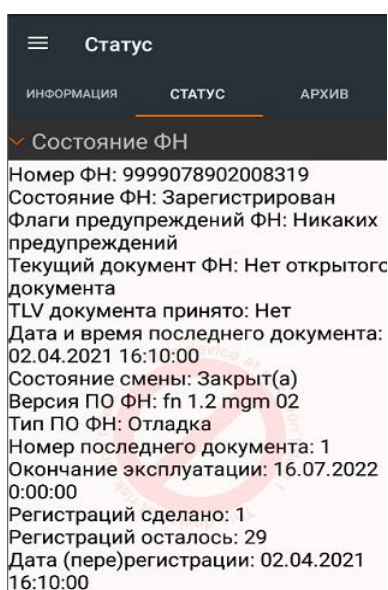 Статус
ИНФОРМАЦИЯ СТАТУС АРХИВ
Состояние ФН
Номер ФН: 9999078902008319
Состояние ФН: Зарегистрирован
Флаги предупреждений ФН: Никаких
предупреждений
Текущий документ ФН: Нет открытого
документа
TLV документа принято: Нет
Дата и время последнего документа:
02.04.2021 16:10:00
Состояние смены: Закрыт(а)
Версия ПО ФН: fn 1.2 mgm 02
Тип ПО ФН: Отладка
Номер последнего документа: 1
Окончание эксплуатации: 16.07.2022
0:00:00
Регистраций сделано: 1
Регистраций осталось: 29
Дата (пере)регистрации: 02.04.2021
16:10:00